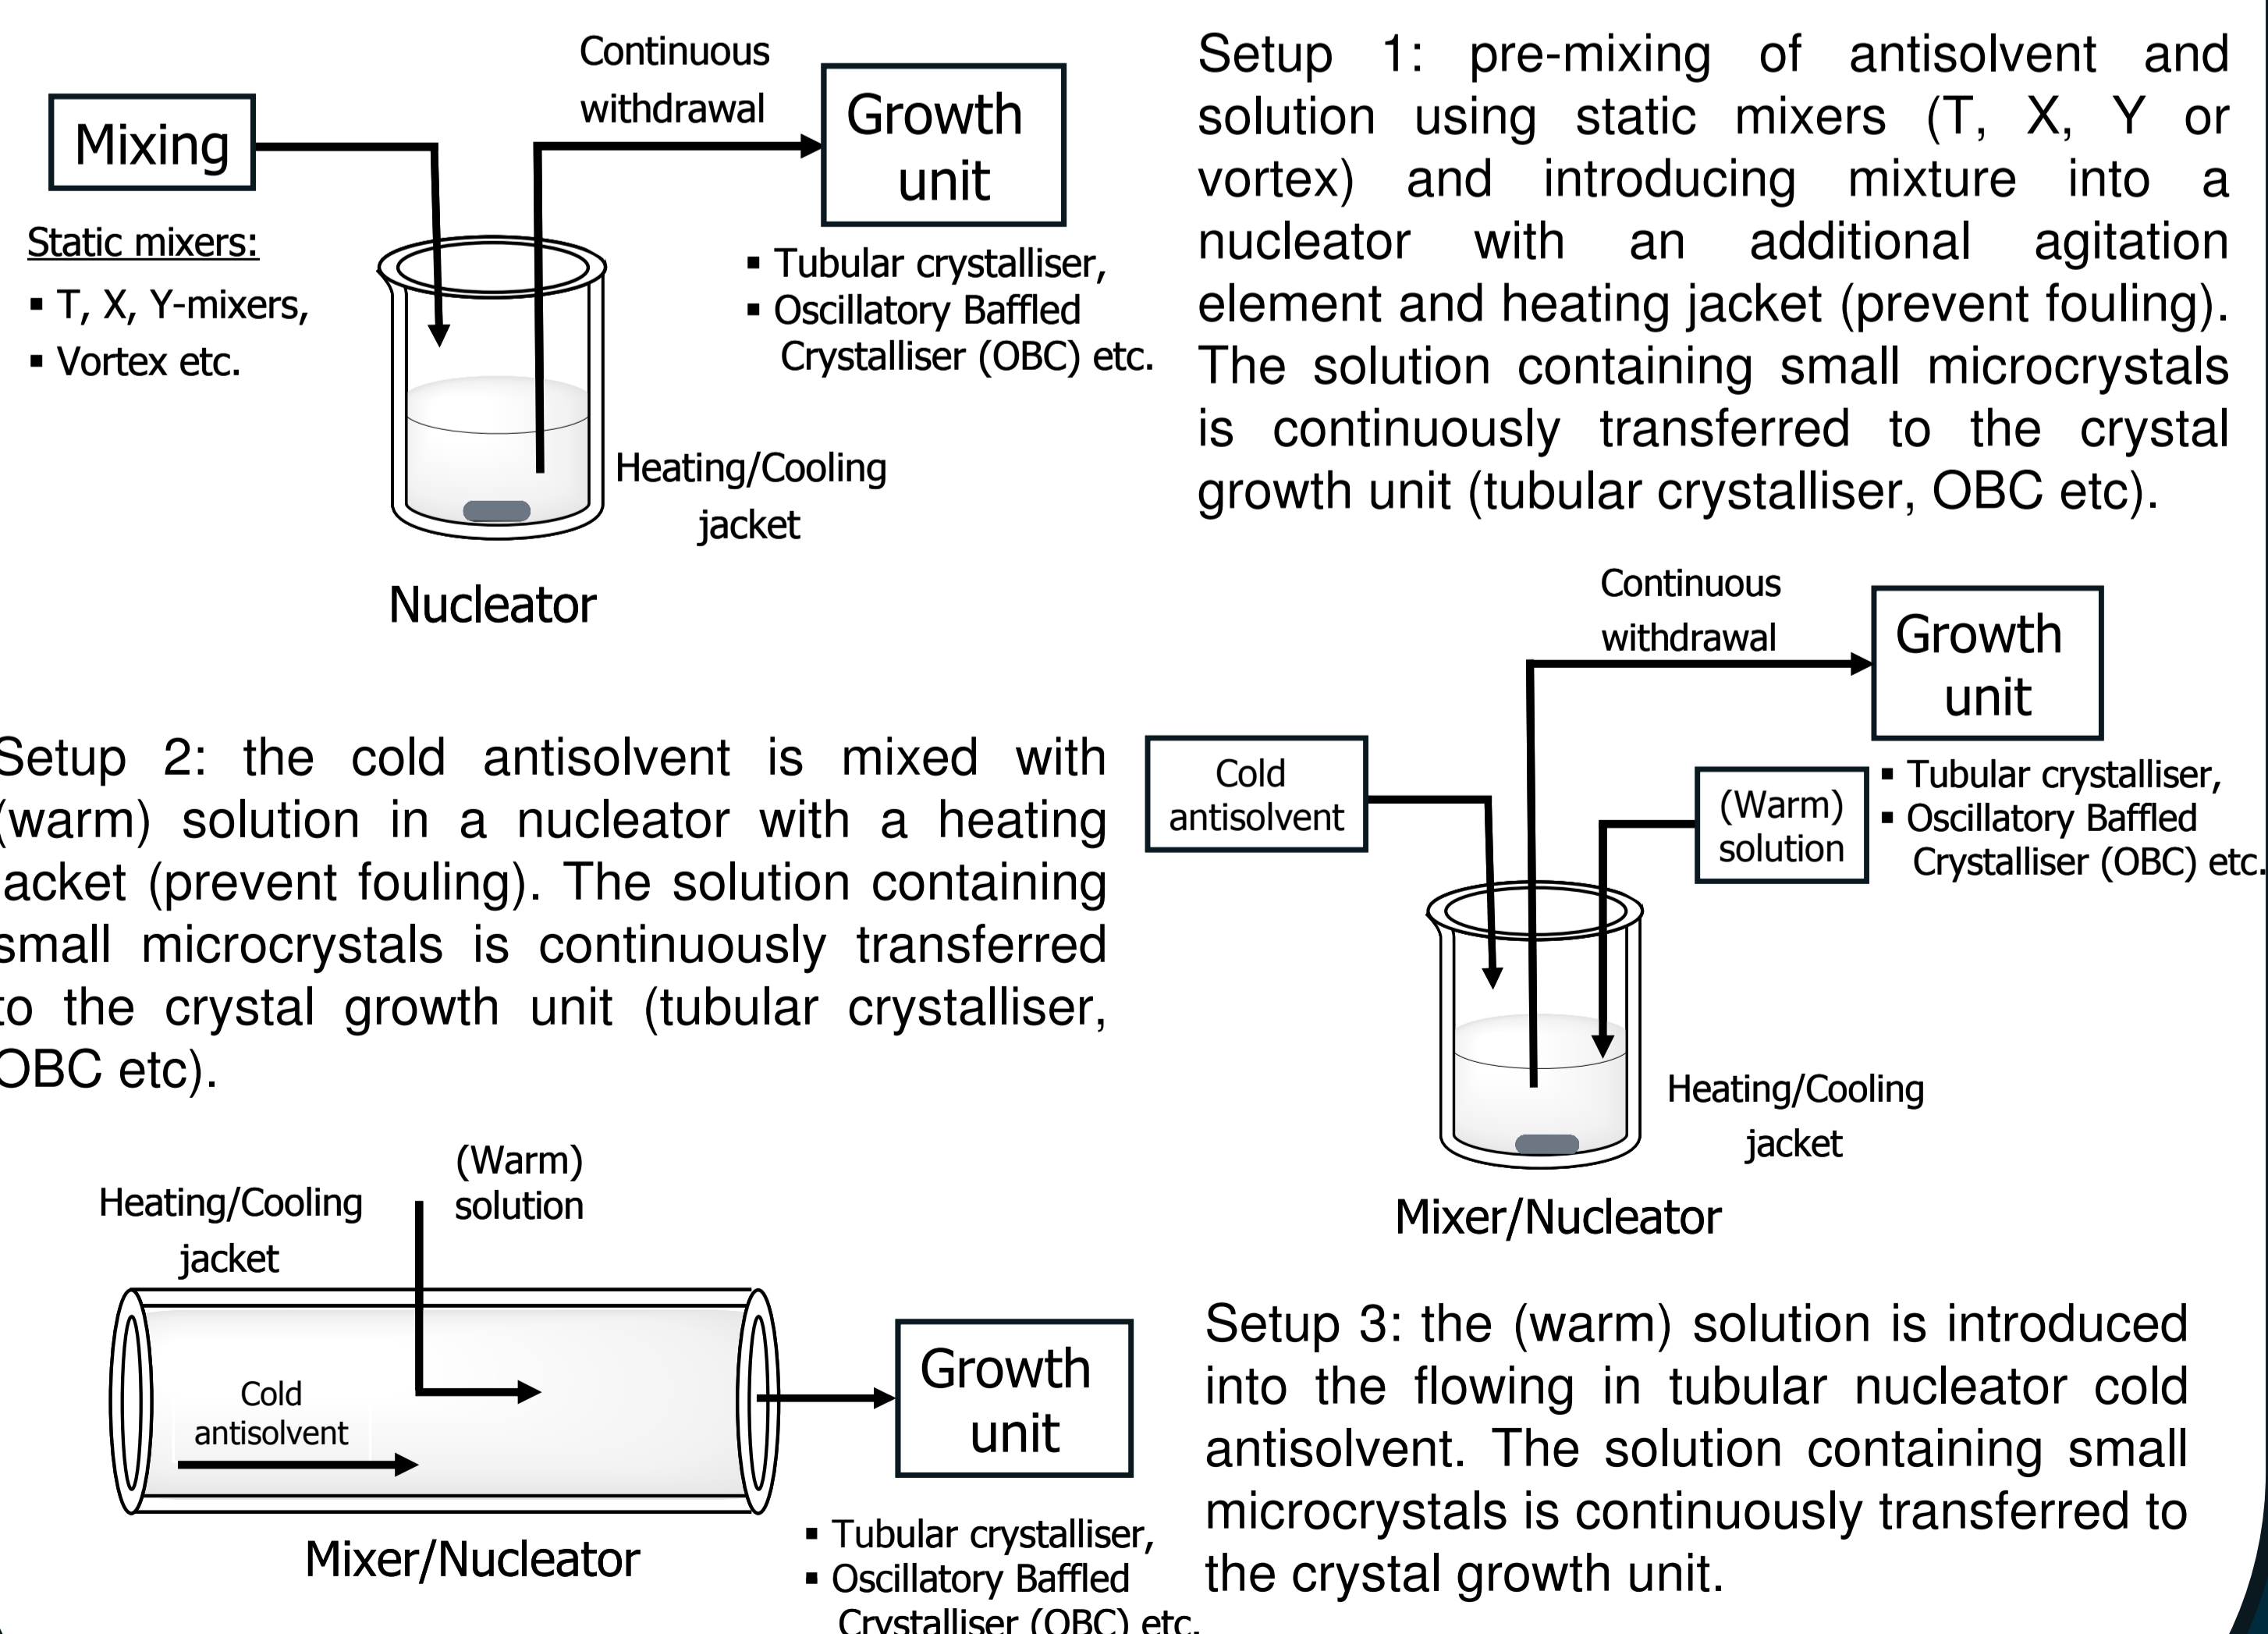 Continuous
withdrawal
Mixing
Growth
unit
Static mixers:
▪ T, X, Y-mixers,
▪ Vortex etc.
▪ Tubular crystalliser,
▪ Oscillatory Baffled
Crystalliser (OBC) etc.
Heating/Cooling
jacket
Nucleator
Setup 1: pre-mixing of antisolvent and
solution using static mixers (T, X, Y or
vortex) and introducing mixture into a
nucleator with an additional agitation
element and heating jacket (prevent fouling).
The solution containing small microcrystals
is continuously transferred to the crystal
growth unit (tubular crystalliser, OBC etc).
Setup 2: the cold antisolvent is mixed with
(warm) solution in a nucleator with a heating
jacket (prevent fouling). The solution containing
small microcrystals is continuously transferred
to the crystal growth unit (tubular crystalliser,
OBC etc).
Continuous
withdrawal
Growth
unit
Cold
antisolvent
(Warm)
solution
▪ Tubular crystalliser,
▪ Oscillatory Baffled
Crystalliser (OBC) etc.
Heating/Cooling
jacket
Mixer/Nucleator
(Warm)
solution
Heating/Cooling
jacket
Cold
antisolvent
Growth
unit
Mixer/Nucleator
▪ Tubular crystalliser,
▪ Oscillatory Baffled
Crystalliser (OBC) etc.
Setup 3: the (warm) solution is introduced
into the flowing in tubular nucleator cold
antisolvent. The solution containing small
microcrystals is continuously transferred to
the crystal growth unit.